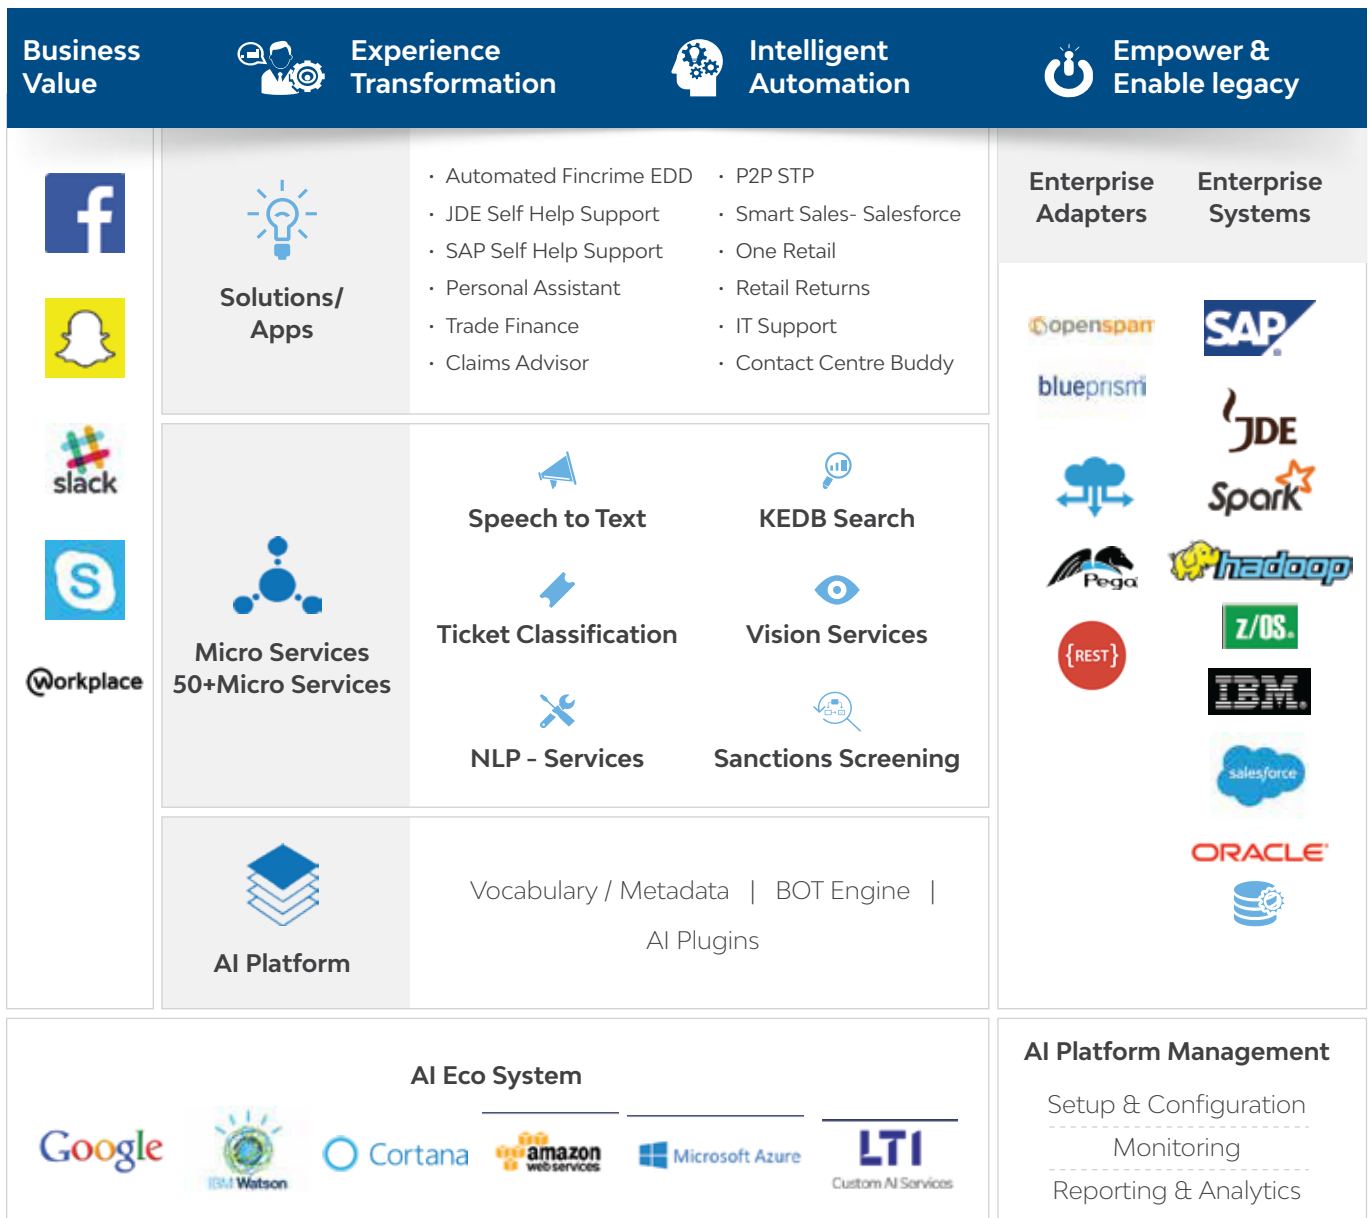 Business
Value
Experience
Transformation
Intelligent
Automation
Empower &
Enable legacy
f
slack
S
workplace
Solutions/
Apps
· Automated Fincrime EDD
· JDE Self Help Support
· SAP Self Help Support
· Personal Assistant
· Trade Finance
· Claims Advisor
· P2P STP
· Smart Sales- Salesforce
· One Retail
· Retail Returns
· IT Support
· Contact Centre Buddy
Micro Services
50+Micro Services
Speech to Text
KEDB Search
Ticket Classification
Vision Services
NLP - Services
Sanctions Screening
AI Platform
Vocabulary / Metadata | BOT Engine |
AI Plugins
Enterprise
Adapters
openspan
blueprism
Pega
{REST}
Enterprise
Systems
SAP
JDE
Spark
hadoop
z/OS.
IBM.
salesforce
ORACLE
AI Eco System
Google
IBM Watson
Cortana
amazon
webservices
Microsoft Azure
LTI
Custom AI Services
AI Platform Management
Setup & Configuration
Monitoring
Reporting & Analytics